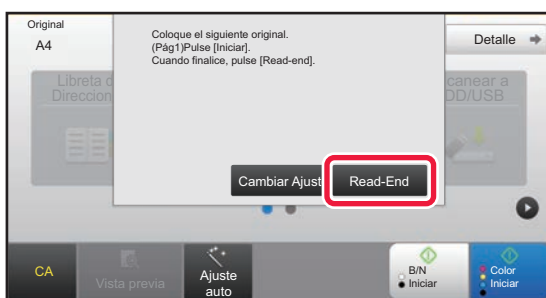 Original
A4
Coloque el siguiente original.
(Pág1)Pulse [Iniciar].
Cuando finalice, pulse [Read-end].
Detalle
Libreta d
Direccion
canear a
DD/USB
Cambiar Ajust
Read-End
CA
Vista previa
Ajuste
auto
B/N
Iniciar
Color
Iniciar